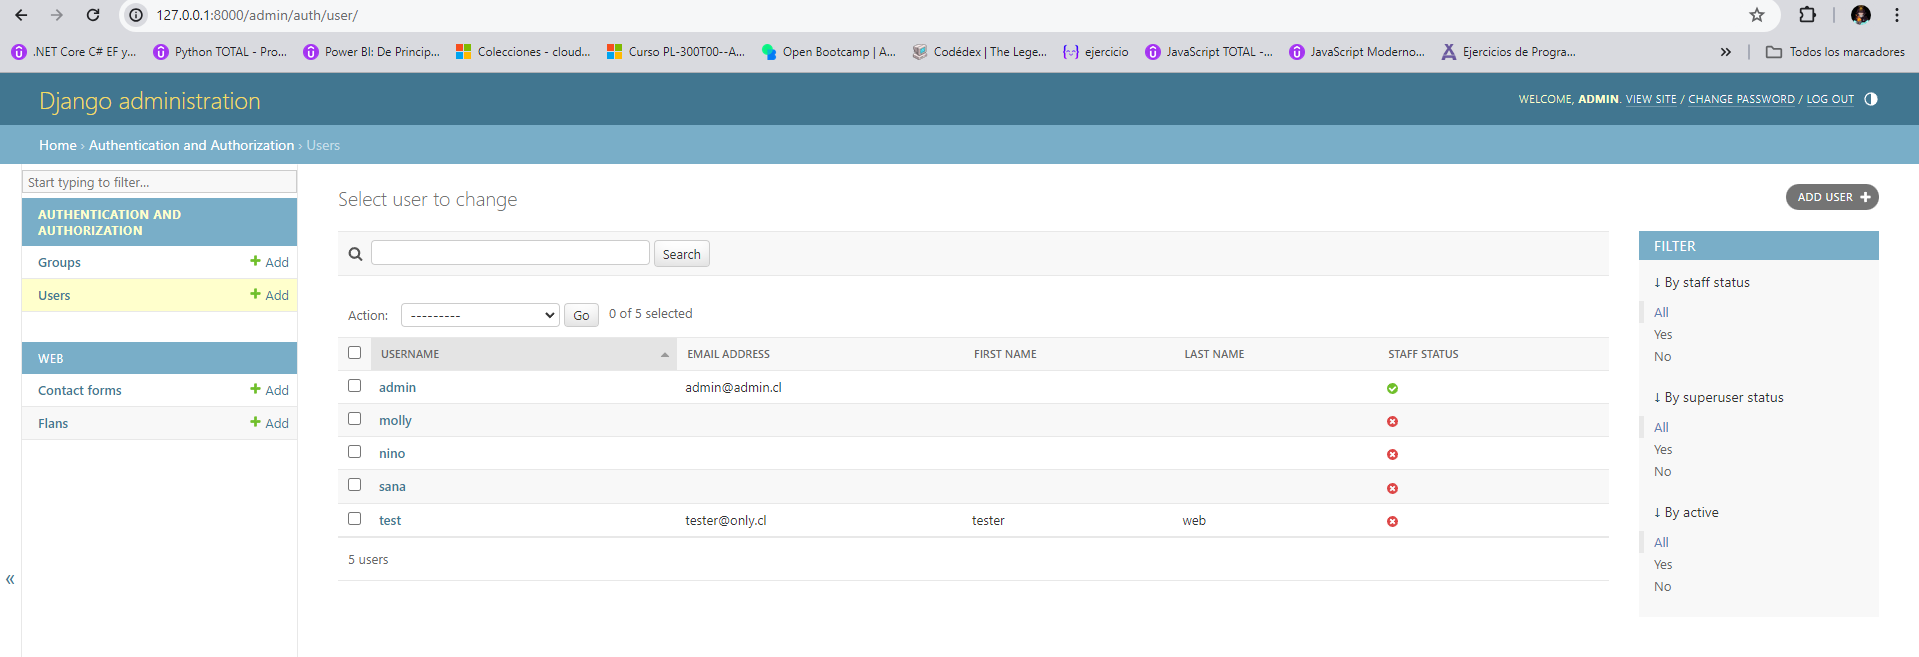 127.0.0.1:8000/admin/auth/user/
.NET Core C# EF y... Python TOTAL - Pro... Power BI: De Princip... Colecciones - cloud... Curso PL-300T00--A... Open Bootcamp | A... Codédex | The Lege... ejercicio JavaScript TOTAL -... JavaScript Moderno... Ejercicios de Progra... » Todos los marcadores
Django administration
WELCOME, ADMIN. VIEW SITE / CHANGE PASSWORD / LOG OUT
Home › Authentication and Authorization › Users
Start typing to filter...
AUTHENTICATION AND
AUTHORIZATION
Groups + Add
Users + Add
WEB
Contact forms + Add
Flans + Add
«
Select user to change
ADD USER +
Search
Action: --------- Go 0 of 5 selected
USERNAME EMAIL ADDRESS FIRST NAME LAST NAME STAFF STATUS
admin admin@admin.cl
molly
nino
sana
test tester@only.cl tester web
5 users
FILTER
↓ By staff status
All
Yes
No
↓ By superuser status
All
Yes
No
↓ By active
All
Yes
No